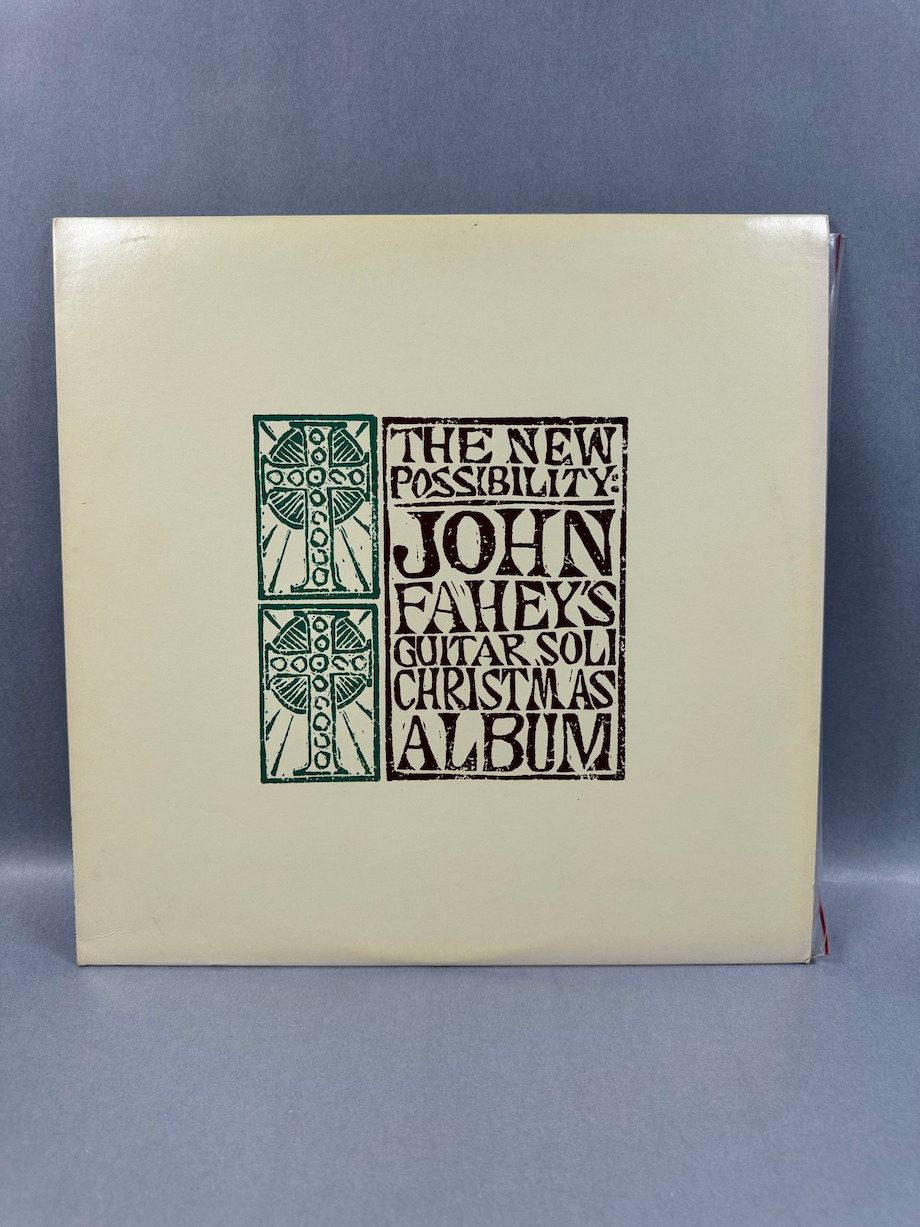 THE NEW
POSSIBILITY:
JOHN
FAHEY'S
GUITAR SOLI
CHRISTMAS
ALBUM